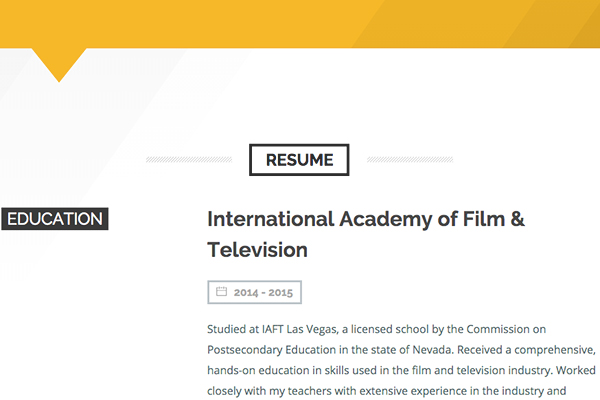 RESUME
EDUCATION
International Academy of Film &
Television
2014 - 2015
Studied at IAFT Las Vegas, a licensed school by the Commission on
Postsecondary Education in the state of Nevada. Received a comprehensive,
hands-on education in skills used in the film and television industry. Worked
closely with my teachers with extensive experience in the industry and